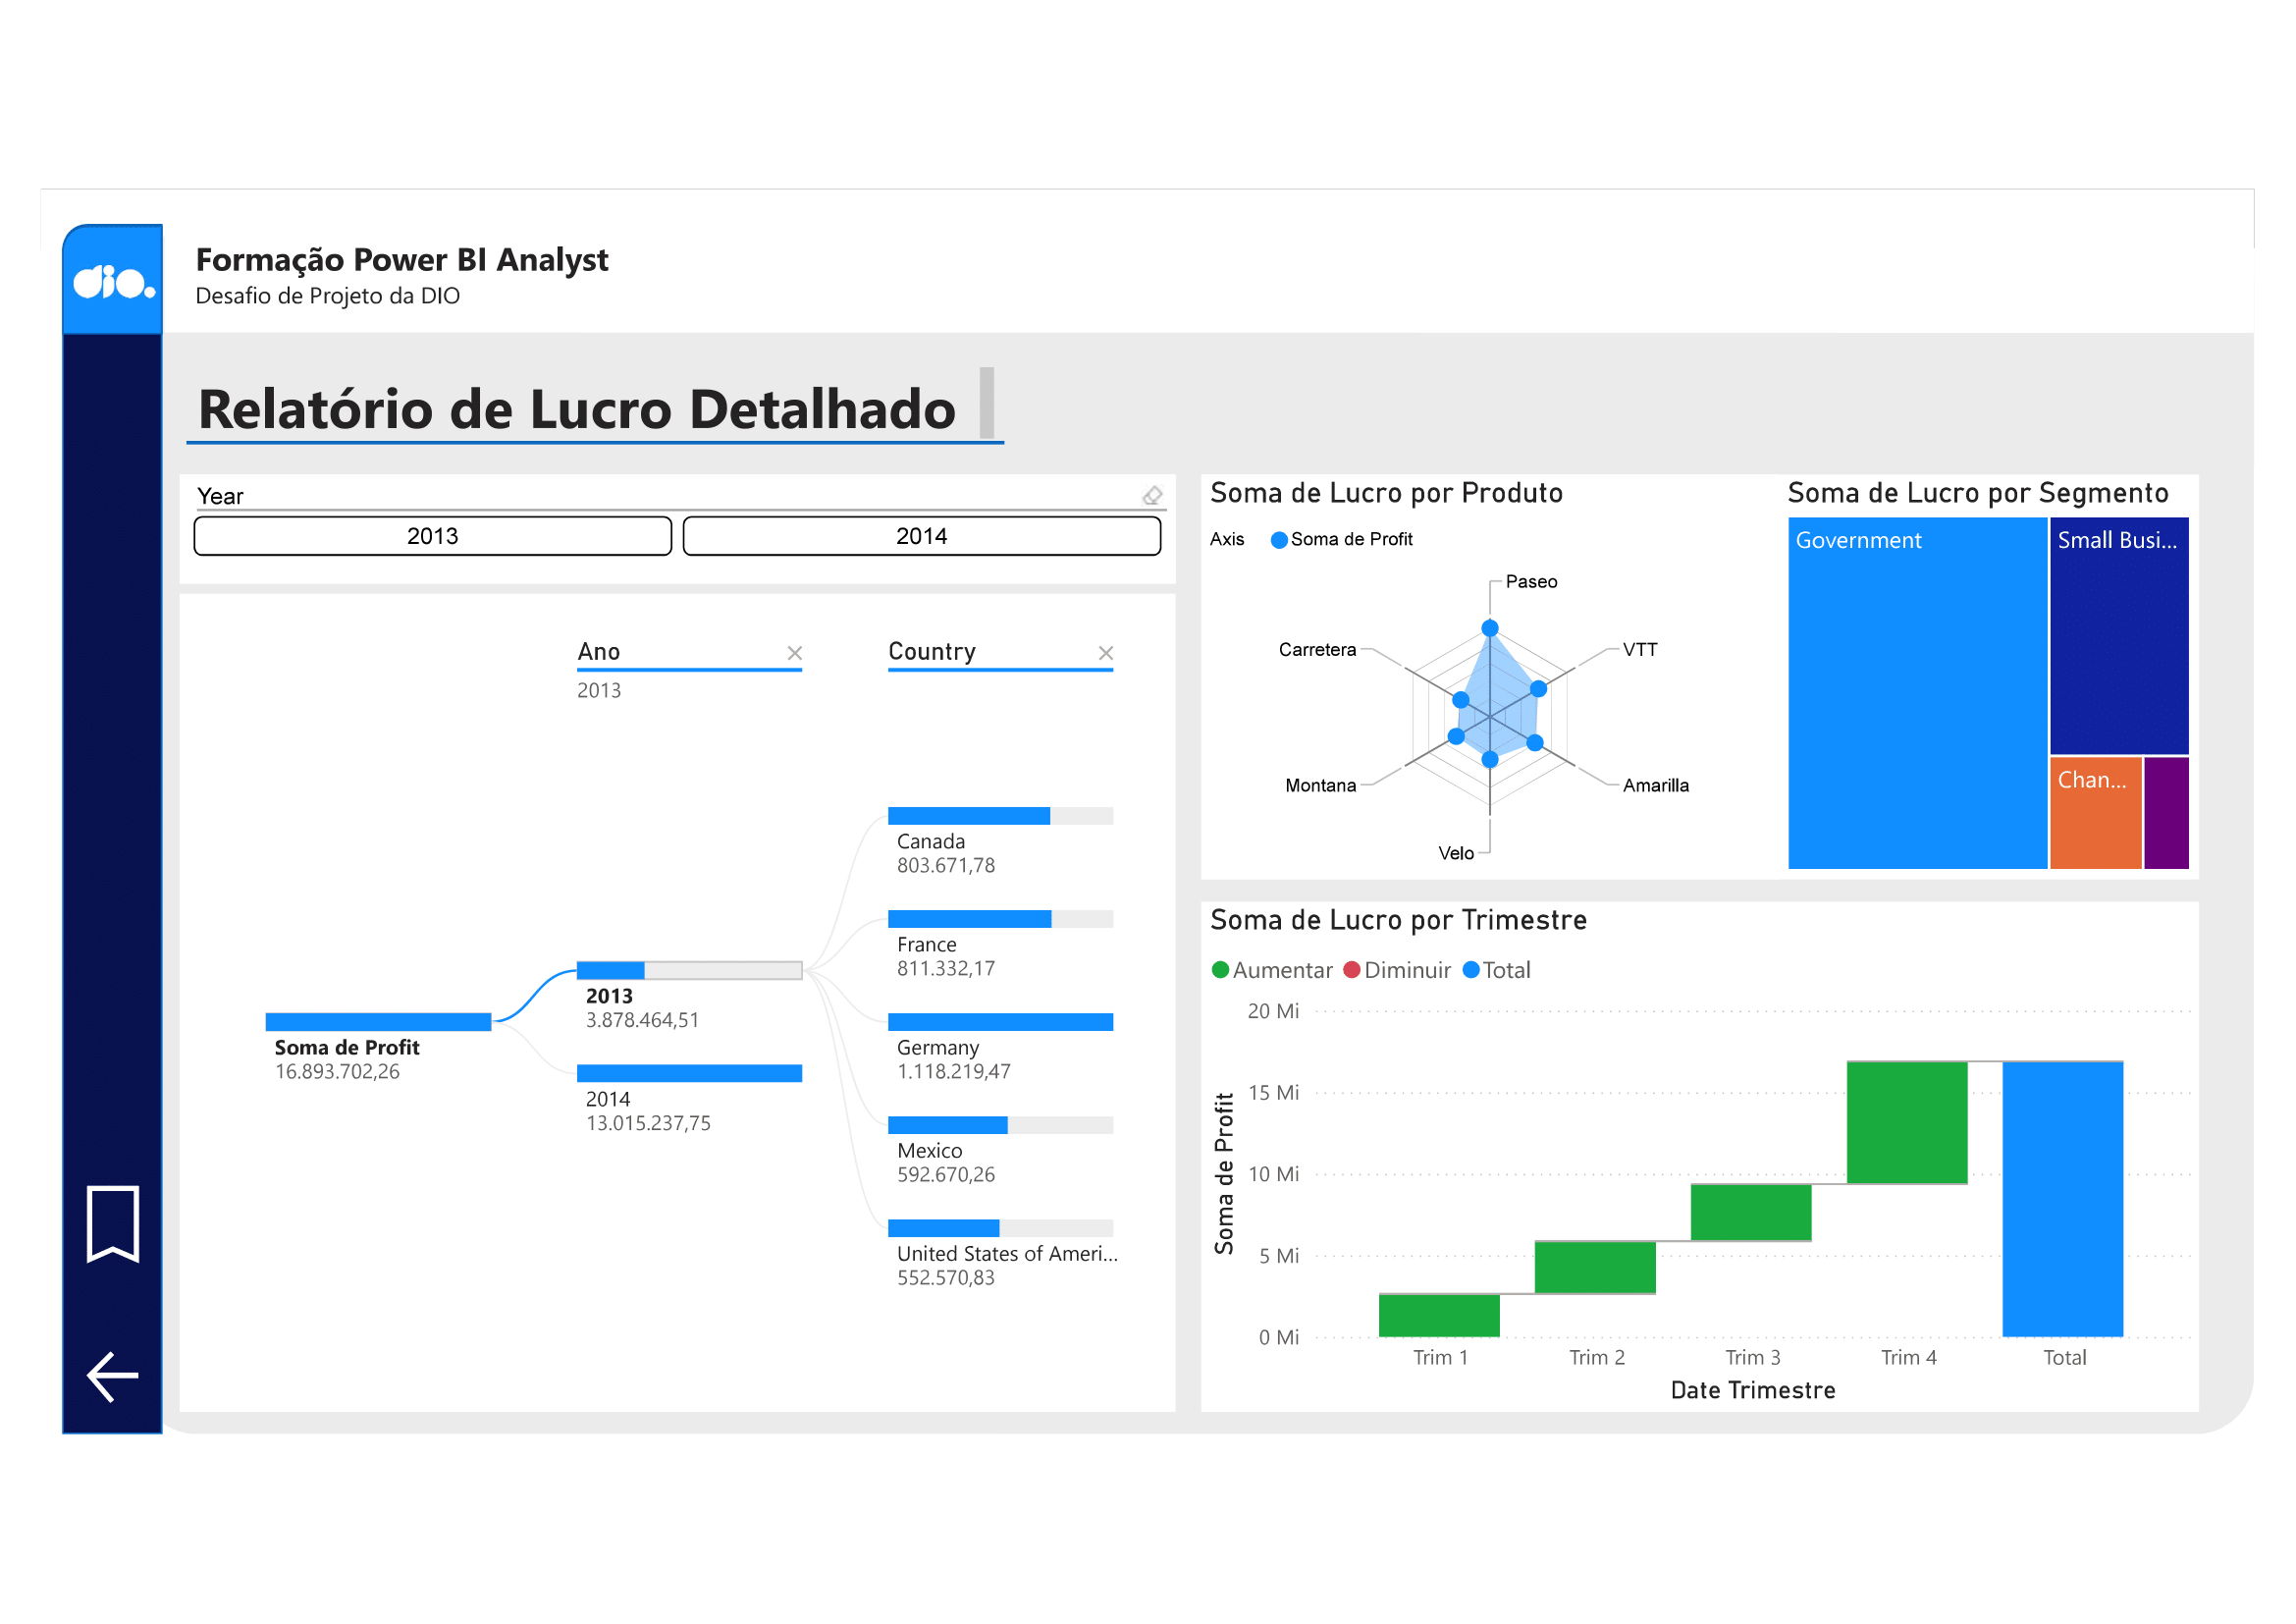 dio.
Formação Power BI Analyst
Desafio de Projeto da DIO
Relatório de Lucro Detalhado
Year
2013
2014
Ano
2013
Country
Soma de Profit
16.893.702,26
2013
3.878.464,51
2014
13.015.237,75
Canada
803.671,78
France
811.332,17
Germany
1.118.219,47
Mexico
592.670,26
United States of Ameri...
552.570,83
Soma de Lucro por Produto
Axis
Soma de Profit
Paseo
VTT
Amarilla
Velo
Montana
Carretera
Soma de Lucro por Segmento
Government
Small Busi...
Chan...
Soma de Lucro por Trimestre
Aumentar Diminuir Total
Soma de Profit
20 Mi
15 Mi
10 Mi
5 Mi
0 Mi
Trim 1
Trim 2
Trim 3
Trim 4
Total
Date Trimestre